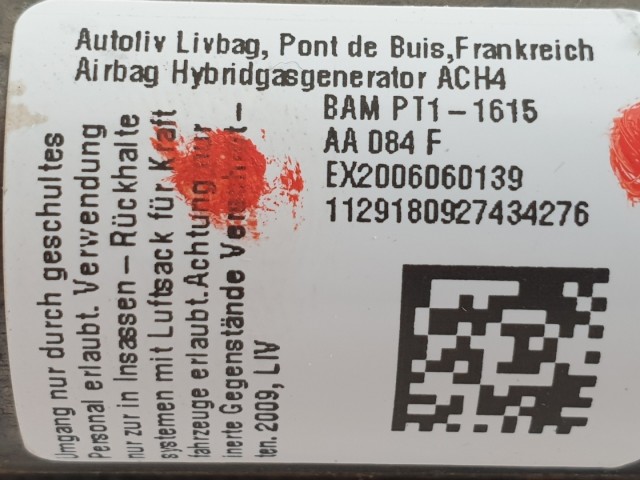 Autoliv Livbag, Pont de Buis,Frankreich
Airbag Hybridgasgenerator ACH4
BAM PT1-1615
AA 084 F
EX2006060139
1129180927434276
Umgang nur durch geschultes
Personal erlaubt. Verwendung
nur zur in Insassen-Rückhalte
systemen mit Luftsack für Kraft
fahrzeuge erlaubt.Achtung nur
inerte Gegenstände
ten. 2009, LIV